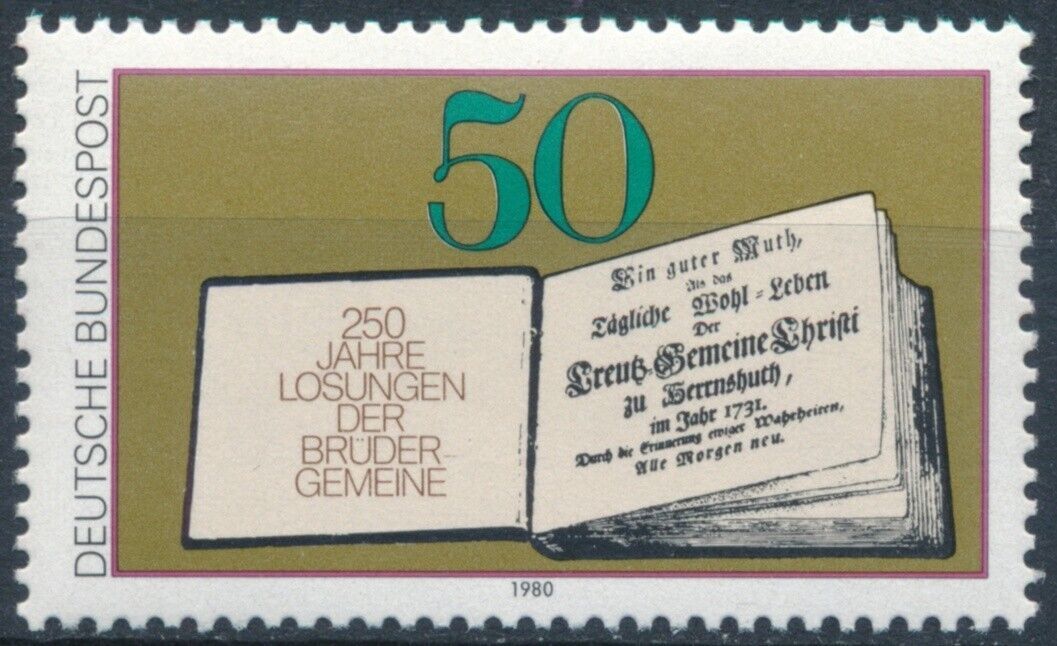 DEUTSCHE BUNDESPOST
50
250
JAHRE
LOSUNGEN
DER
BRÜDER-
GEMEINE
Ein guter Muth,
Als das
Tägliche Wohl=Leben
Der
Creutz-Gemeine Christi
zu Herrnshuth,
im Jahr 1731.
Durch die Erinnerung ewiger Wahrheiten,
Alle Morgen neu.
1980